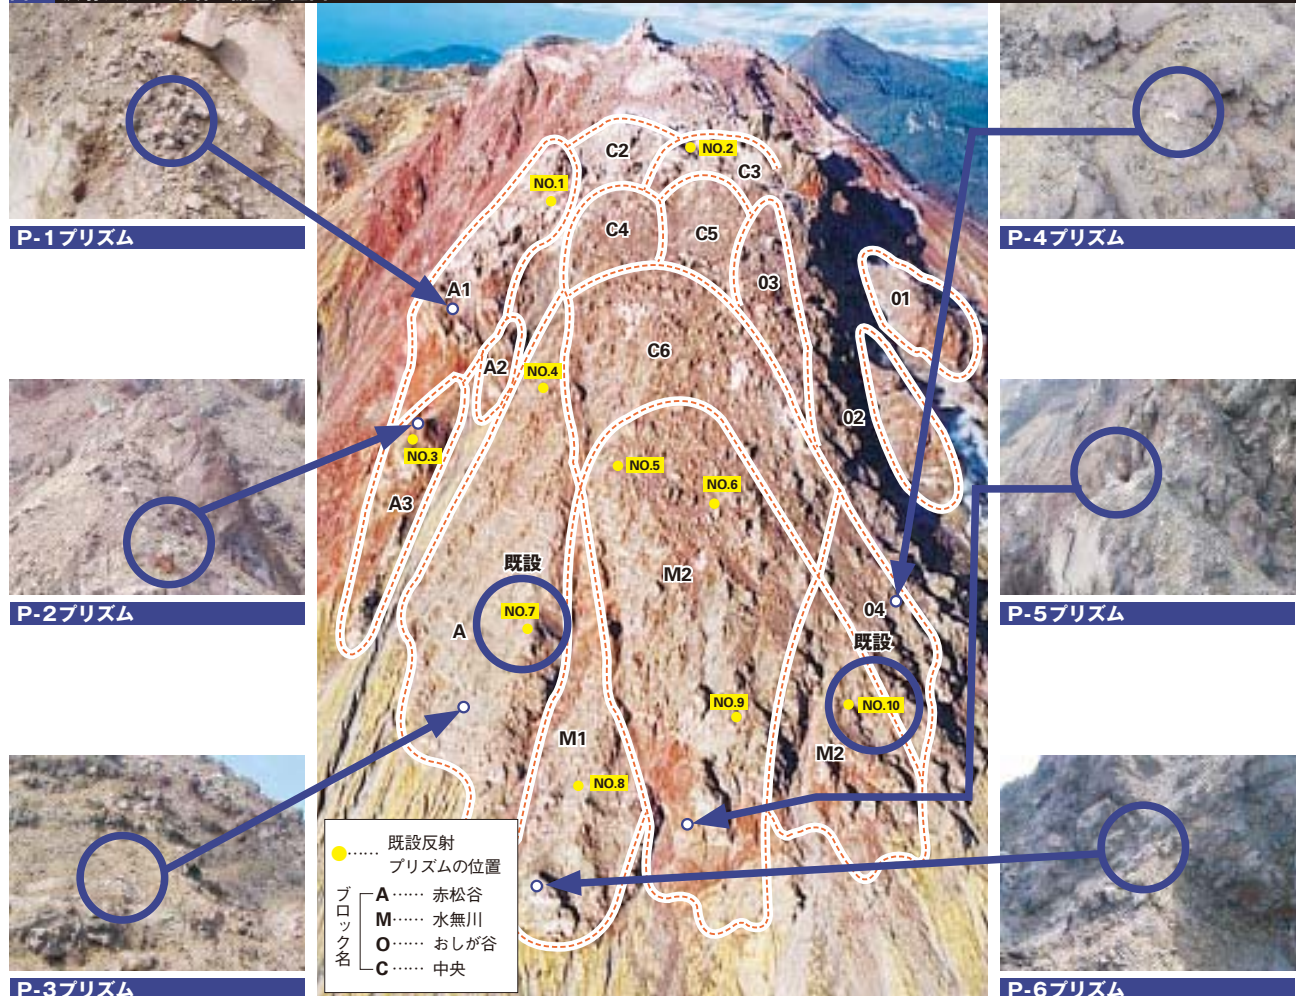 P-1プリズム
P-2プリズム
P-3プリズム
P-4プリズム
P-5プリズム
P-6プリズム
C2
NO.2
C3
NO.1
C4
C5
03
01
A1
C6
A2
NO.4
02
NO.3
NO.5
NO.6
A3
既設
M2
NO.7
A
04
既設
NO.9
NO.10
M1
M2
NO.8
既設反射
プリズムの位置
ブロック名
A…… 赤松谷
M…… 水無川
O…… おしが谷
C…… 中央